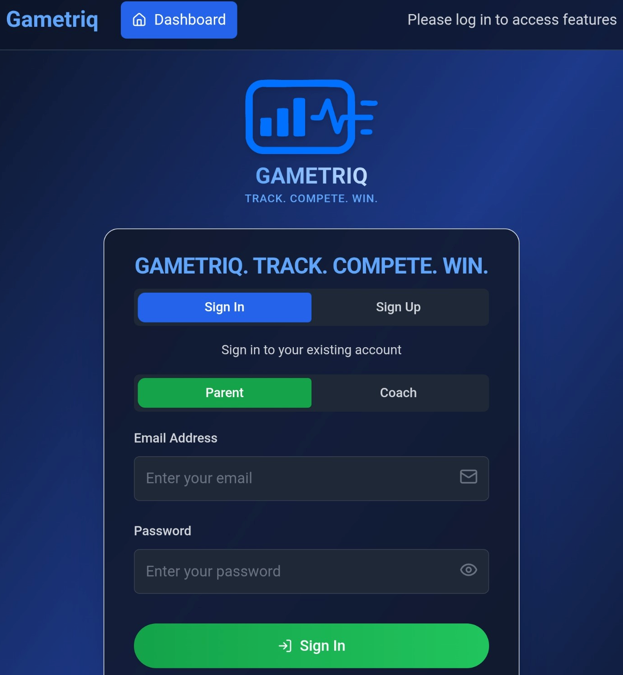 Gametriq
Dashboard
Please log in to access features
GAMETRIQ
TRACK. COMPETE. WIN.
GAMETRIQ. TRACK. COMPETE. WIN.
Sign In
Sign Up
Sign in to your existing account
Parent
Coach
Email Address
Enter your email
Password
Enter your password
Sign In